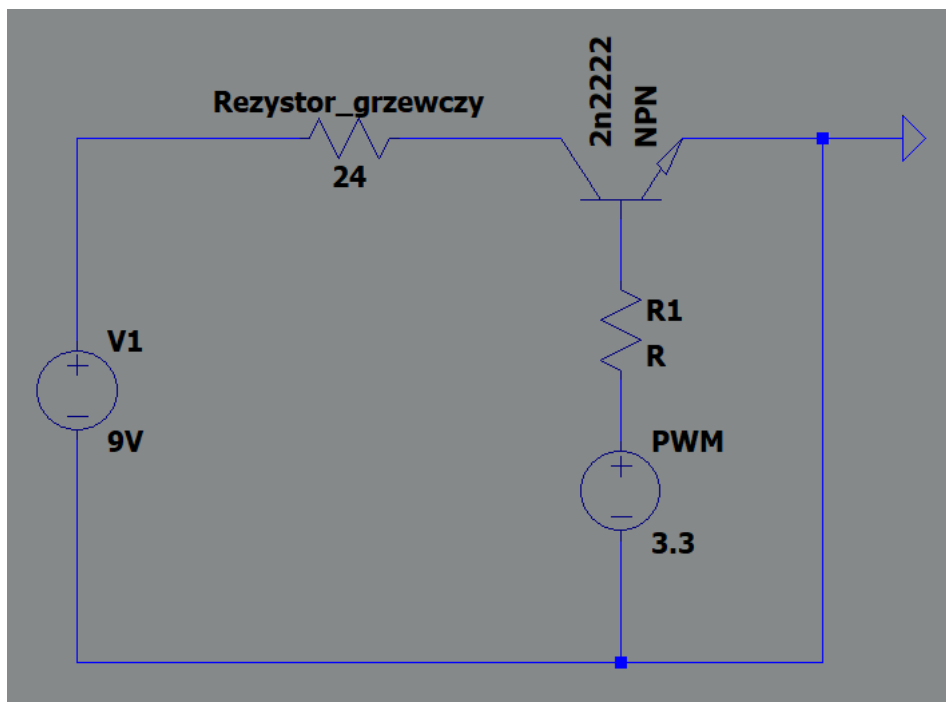 Rezystor_grzewczy
24
2n2222
NPN
V1
9V
R1
R
PWM
3.3